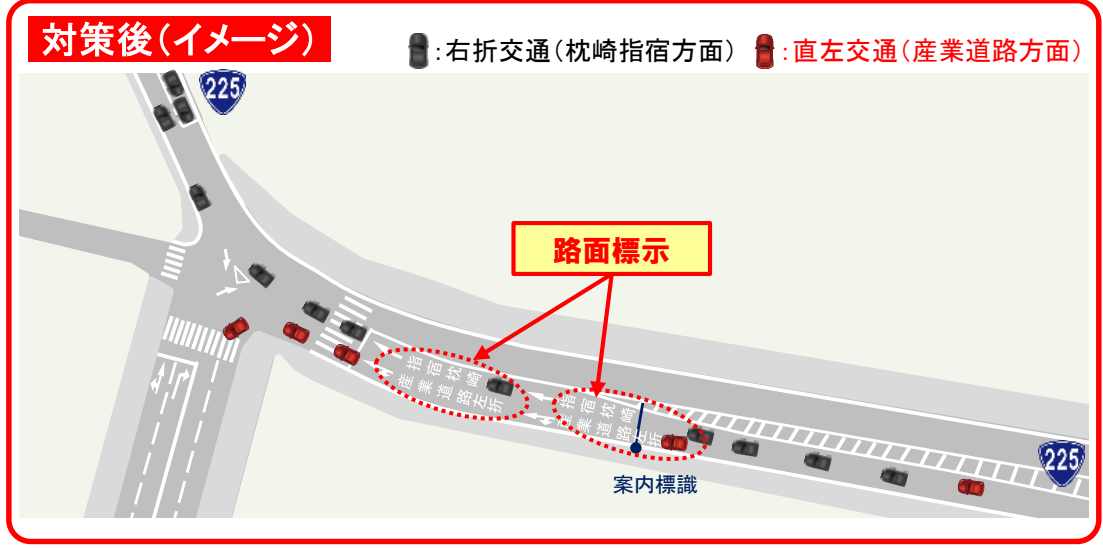 対策後(イメージ)
:右折交通(枕崎指宿方面)
:直左交通(産業道路方面)
225
路面標示
指宿枕崎
産業道路左折
指宿枕崎
産業道路左折
225
案内標識